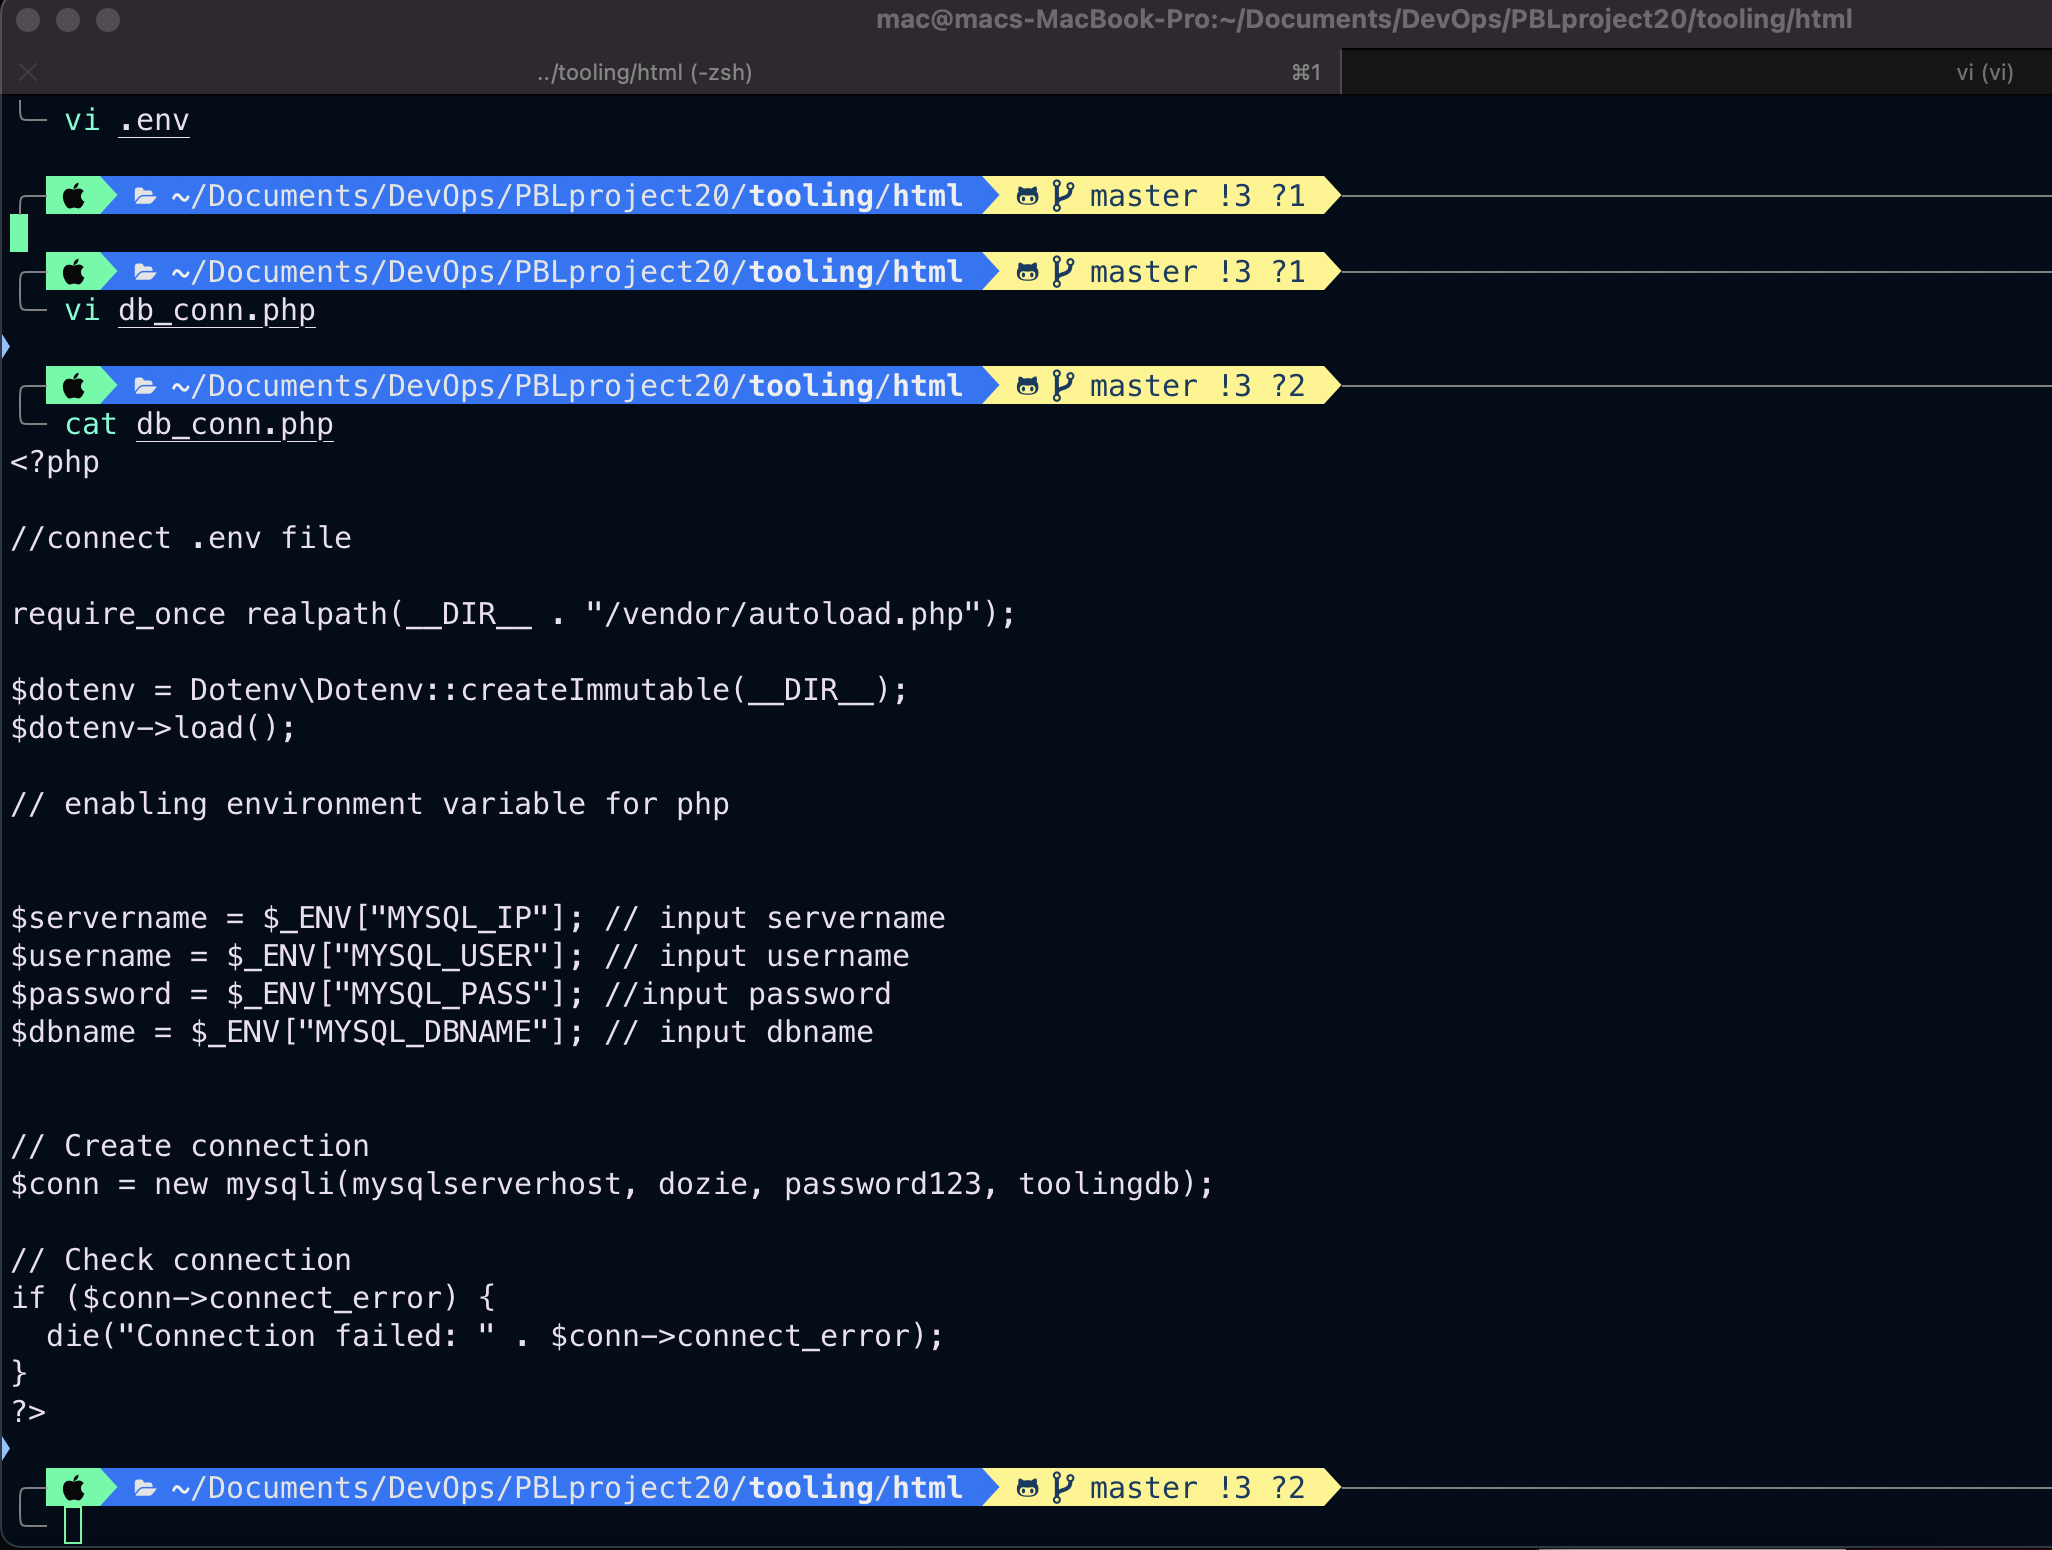 mac@macs-MacBook-Pro:~/Documents/DevOps/PBLproject20/tooling/html
../tooling/html (-zsh) ⌘1 vi (vi)
vi .env
~/Documents/DevOps/PBLproject20/tooling/html master !3 ?1
~/Documents/DevOps/PBLproject20/tooling/html master !3 ?1
vi db_conn.php
~/Documents/DevOps/PBLproject20/tooling/html master !3 ?2
cat db_conn.php
<?php
//connect .env file
require_once realpath(__DIR__ . "/vendor/autoload.php");
$dotenv = Dotenv\Dotenv::createImmutable(__DIR__);
$dotenv->load();
// enabling environment variable for php
$servername = $_ENV["MYSQL_IP"]; // input servername
$username = $_ENV["MYSQL_USER"]; // input username
$password = $_ENV["MYSQL_PASS"]; //input password
$dbname = $_ENV["MYSQL_DBNAME"]; // input dbname
// Create connection
$conn = new mysqli(mysqlserverhost, dozie, password123, toolingdb);
// Check connection
if ($conn->connect_error) {
  die("Connection failed: " . $conn->connect_error);
}
?>
~/Documents/DevOps/PBLproject20/tooling/html master !3 ?2